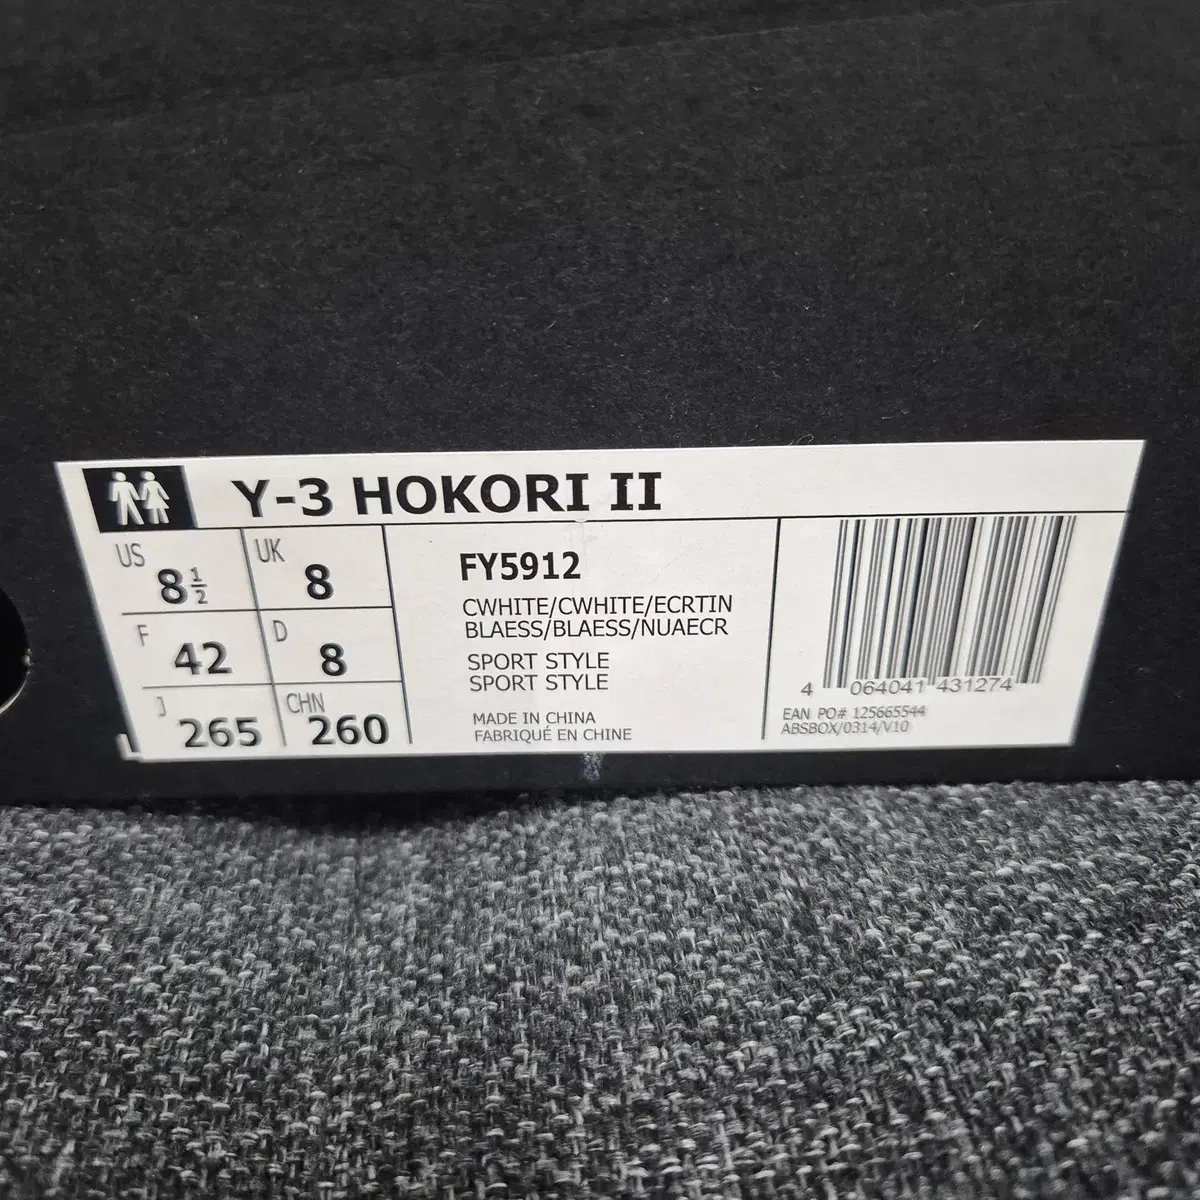 Y-3 HOKORI II
US 8½ UK 8
F 42 D 8
J 265 CHN 260
FY5912
CWHITE/CWHITE/ECRTIN
BLAESS/BLAESS/NUAECR
SPORT STYLE
SPORT STYLE
MADE IN CHINA
FABRIQUÉ EN CHINE
4 064041 431274
EAN PO# 125665544
ABSBOX/0314/V10